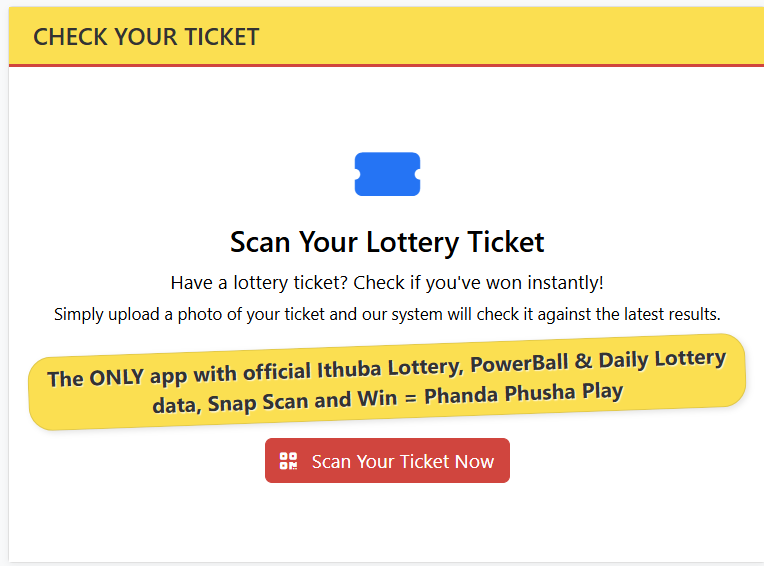 CHECK YOUR TICKET
Scan Your Lottery Ticket
Have a lottery ticket? Check if you've won instantly!
Simply upload a photo of your ticket and our system will check it against the latest results.
The ONLY app with official Ithuba Lottery, PowerBall & Daily Lottery
data, Snap Scan and Win = Phanda Phusha Play
Scan Your Ticket Now